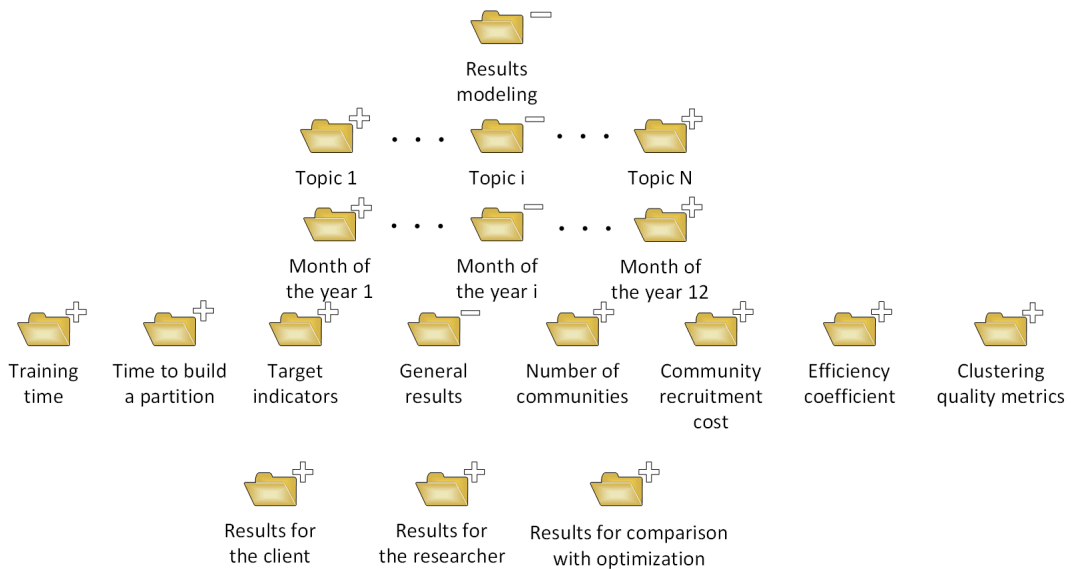 Results
modeling
Topic 1
Topic i
Topic N
Month of
the year 1
Month of
the year i
Month of
the year 12
Training
time
Time to build
a partition
Target
indicators
General
results
Number of
communities
Community
recruitment
cost
Efficiency
coefficient
Clustering
quality metrics
Results for
the client
Results for
the researcher
Results for comparison
with optimization